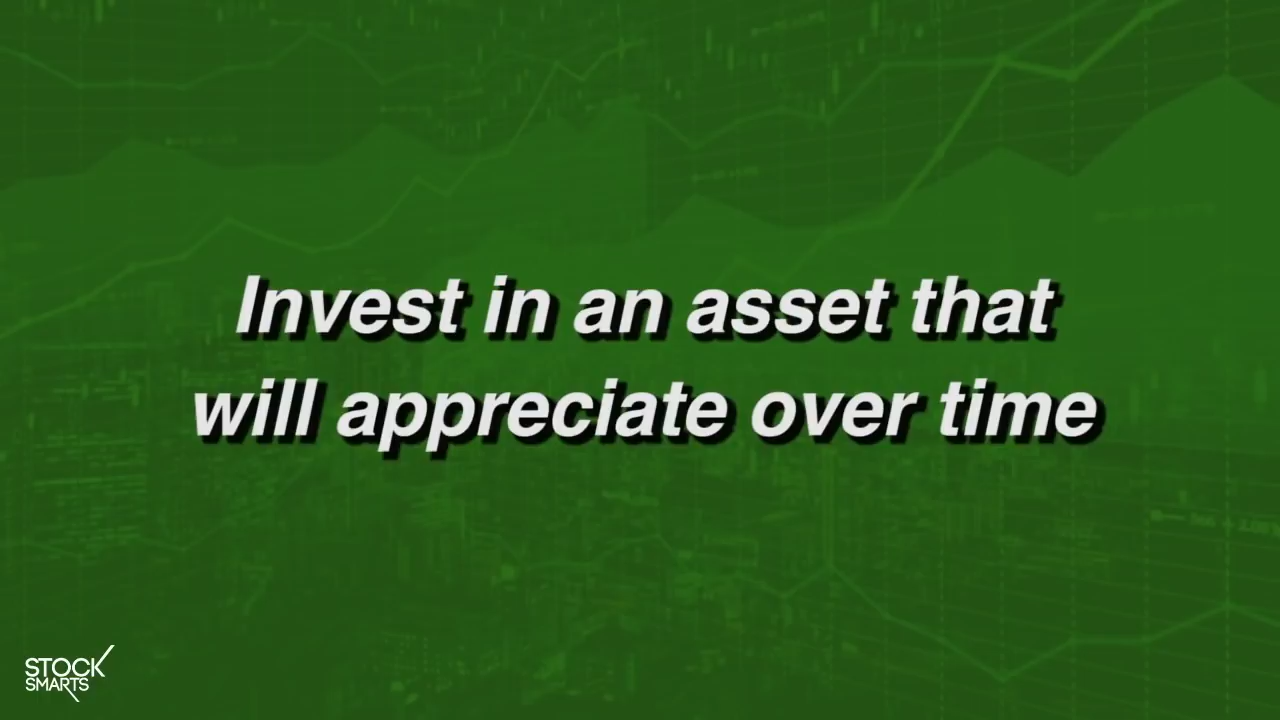 Invest in an asset that
will appreciate over time
STOCK
SMARTS